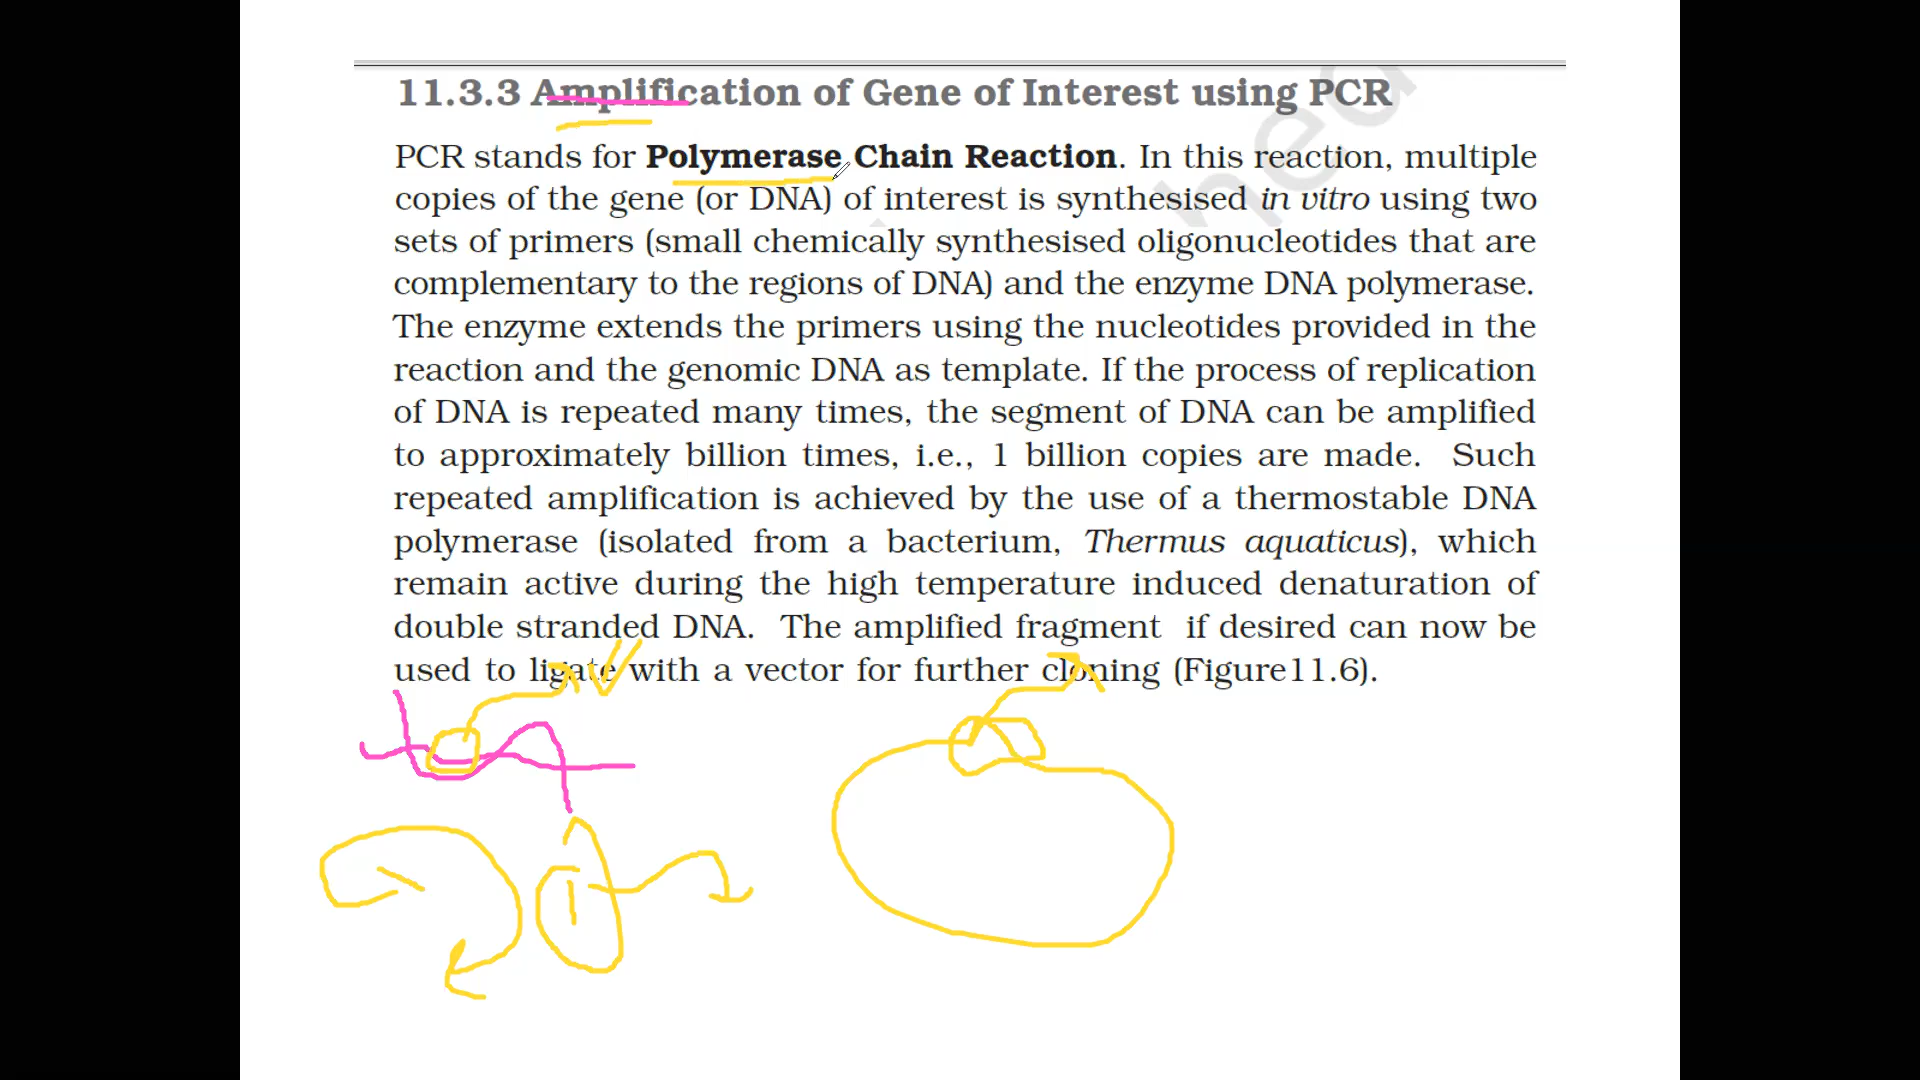 11.3.3 Amplification of Gene of Interest using PCR
PCR stands for Polymerase Chain Reaction. In this reaction, multiple
copies of the gene (or DNA) of interest is synthesised in vitro using two
sets of primers (small chemically synthesised oligonucleotides that are
complementary to the regions of DNA) and the enzyme DNA polymerase.
The enzyme extends the primers using the nucleotides provided in the
reaction and the genomic DNA as template. If the process of replication
of DNA is repeated many times, the segment of DNA can be amplified
to approximately billion times, i.e., 1 billion copies are made. Such
repeated amplification is achieved by the use of a thermostable DNA
polymerase (isolated from a bacterium, Thermus aquaticus), which
remain active during the high temperature induced denaturation of
double stranded DNA. The amplified fragment if desired can now be
used to ligate with a vector for further cloning (Figure11.6).